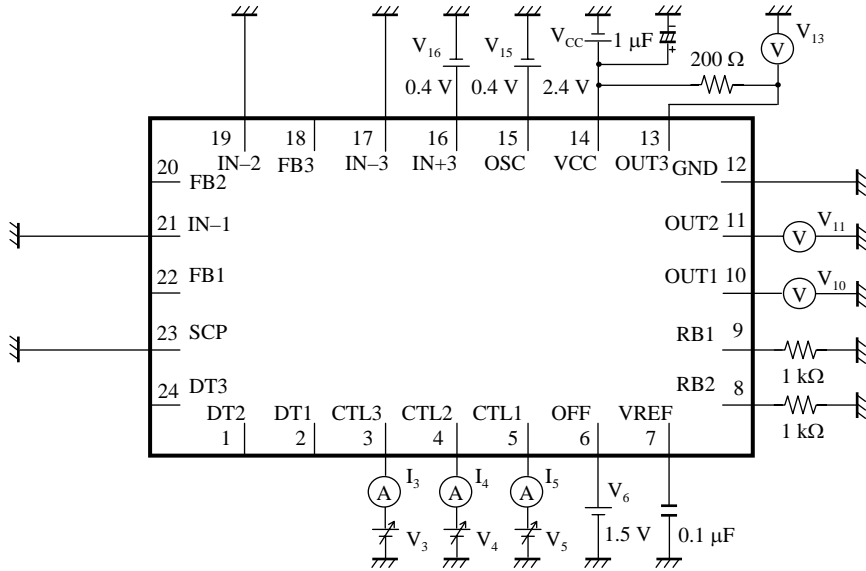 V16
0.4 V
V15
0.4 V
VCC
2.4 V
1 µF
−
+
200 Ω
V
V13
19
IN–2
18
FB3
17
IN–3
16
IN+3
15
OSC
14
VCC
13
OUT3
20
FB2
21
IN–1
22
FB1
23
SCP
24
DT3
GND
12
OUT2
11
V
V11
OUT1
10
V
V10
RB1
9
1 kΩ
RB2
8
1 kΩ
DT2
1
DT1
2
CTL3
3
CTL2
4
CTL1
5
OFF
6
VREF
7
A
I3
V3
A
I4
V4
A
I5
V5
V6
1.5 V
0.1 µF